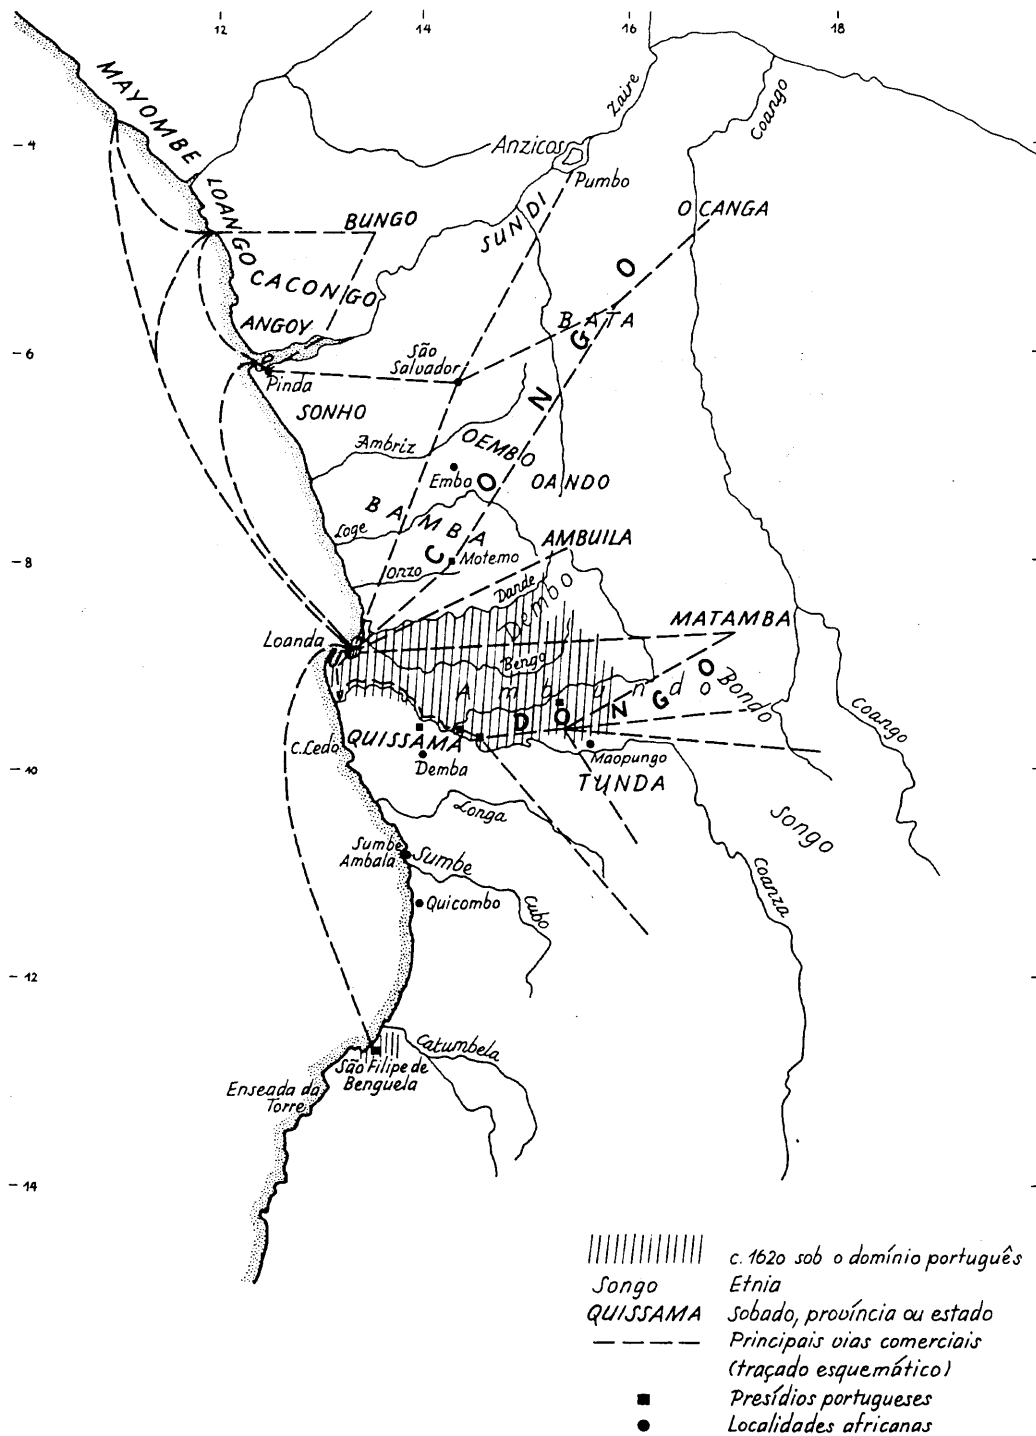 12
14
16
18
MAYOMBE
Zaire
Coango
– 4
Anzicos
Pumbo
LOANGO
BUNGO
SUNDI
OCANGA
CACONGO
ANGOY
BATA
– 6
São
Salvador
Pinda
SONHO
Ambriz
OEMBO
Embo
OANDO
CONGO
BAMBA
Loge
AMBUILA
– 8
Motemo
Onzo
Dande
Dembo
Loanda
MATAMBA
Bengo
Ambundo
NDONGO
Bondo
Coango
C. Ledo
QUISSAMA
Demba
Maopungo
– 10
TUNDA
Longa
Songo
Sumbe
Ambala
Sumbe
Coanza
Quicombo
Cubo
– 12
Catumbela
São Filipe de
Benguela
Enseada da
Torre
– 14
c. 1620 sob o domínio português
Songo Etnia
QUISSAMA Sobado, província ou estado
Principais vias comerciais
(traçado esquemático)
Presídios portugueses
Localidades africanas